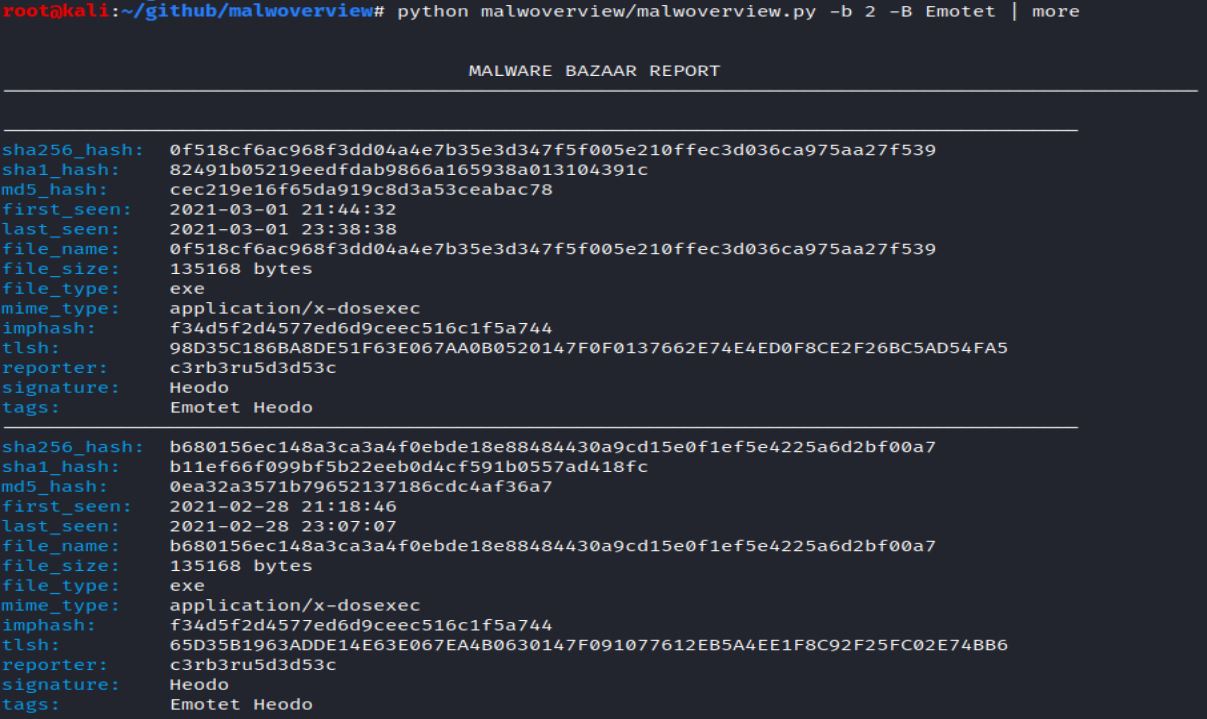 root@kali:~/github/malwoverview# python malwoverview/malwoverview.py -b 2 -B Emotet | more
MALWARE BAZAAR REPORT
sha256_hash: 0f518cf6ac968f3dd04a4e7b35e3d347f5f005e210ffec3d036ca975aa27f539
sha1_hash: 82491b05219eedfdab9866a165938a013104391c
md5_hash: cec219e16f65da919c8d3a53ceabac78
first_seen: 2021-03-01 21:44:32
last_seen: 2021-03-01 23:38:38
file_name: 0f518cf6ac968f3dd04a4e7b35e3d347f5f005e210ffec3d036ca975aa27f539
file_size: 135168 bytes
file_type: exe
mime_type: application/x-dosexec
imphash: f34d5f2d4577ed6d9ceec516c1f5a744
tlsh: 98D35C186BA8DE51F63E067AA0B0520147F0F0137662E74E4ED0F8CE2F26BC5AD54FA5
reporter: c3rb3ru5d3d53c
signature: Heodo
tags: Emotet Heodo
sha256_hash: b680156ec148a3ca3a4f0ebde18e88484430a9cd15e0f1ef5e4225a6d2bf00a7
sha1_hash: b11ef66f099bf5b22eeb0d4cf591b0557ad418fc
md5_hash: 0ea32a3571b79652137186cdc4af36a7
first_seen: 2021-02-28 21:18:46
last_seen: 2021-02-28 23:07:07
file_name: b680156ec148a3ca3a4f0ebde18e88484430a9cd15e0f1ef5e4225a6d2bf00a7
file_size: 135168 bytes
file_type: exe
mime_type: application/x-dosexec
imphash: f34d5f2d4577ed6d9ceec516c1f5a744
tlsh: 65D35B1963ADDE14E63E067EA4B0630147F091077612EB5A4EE1F8C92F25FC02E74BB6
reporter: c3rb3ru5d3d53c
signature: Heodo
tags: Emotet Heodo